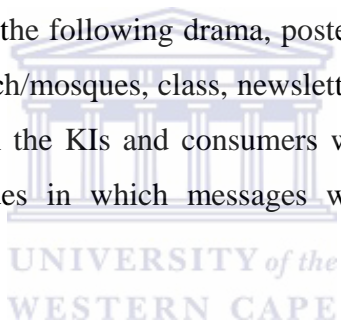 the following drama, poste
ch/mosques, class, newslett
the KIs and consumers w
es in which messages w
UNIVERSITY of the
WESTERN CAPE